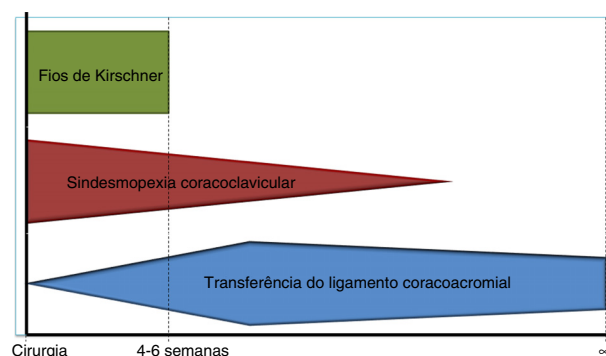 Fios de Kirschner
Sindesmopexia coracoclavicular
Transferência do ligamento coracoacromial
Cirurgia 4-6 semanas ∞